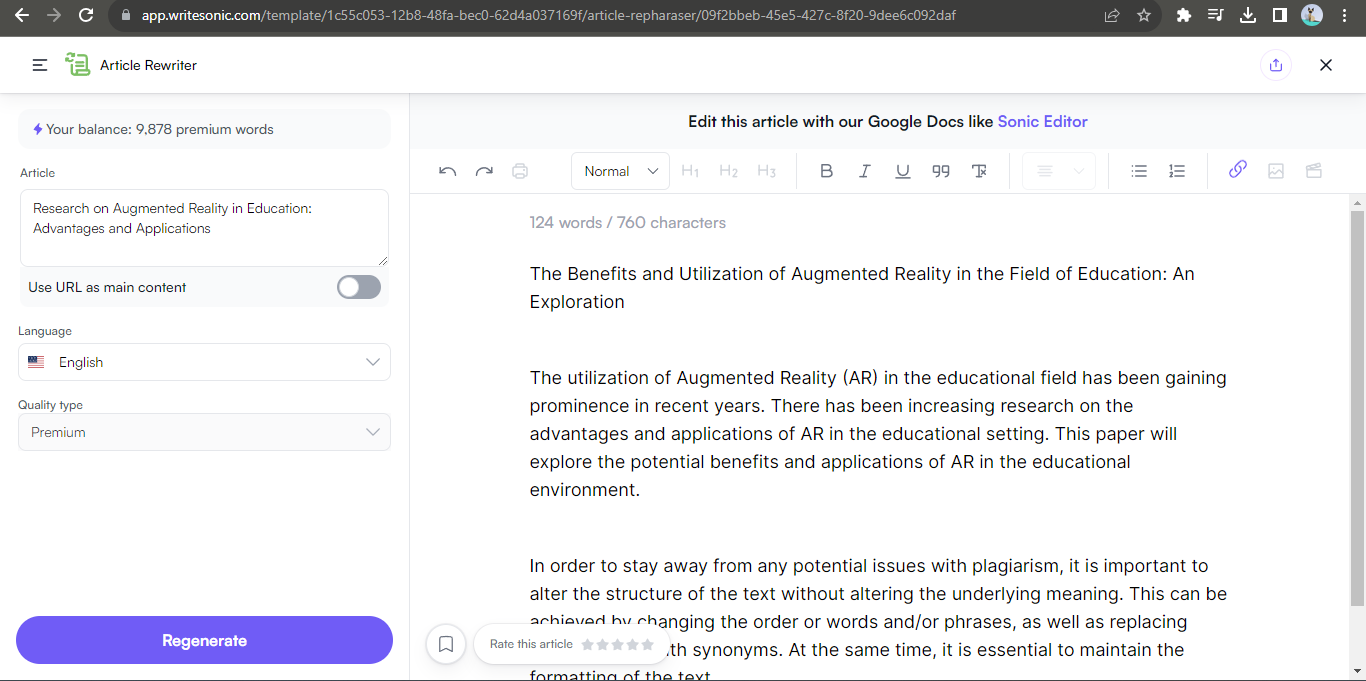 app.writesonic.com/template/1c55c053-12b8-48fa-bec0-62d4a037169f/article-repharaser/09f2bbeb-45e5-427c-8f20-9dee6c092daf
Article Rewriter
Your balance: 9,878 premium words
Article
Research on Augmented Reality in Education:
Advantages and Applications
Use URL as main content
Language
English
Quality type
Premium
Regenerate
Edit this article with our Google Docs like Sonic Editor
Normal H1 H2 H3 B I U 99 T
124 words / 760 characters
The Benefits and Utilization of Augmented Reality in the Field of Education: An
Exploration
The utilization of Augmented Reality (AR) in the educational field has been gaining
prominence in recent years. There has been increasing research on the
advantages and applications of AR in the educational setting. This paper will
explore the potential benefits and applications of AR in the educational
environment.
In order to stay away from any potential issues with plagiarism, it is important to
alter the structure of the text without altering the underlying meaning. This can be
achieved by changing the order or words and/or phrases, as well as replacing
synonyms. At the same time, it is essential to maintain the
formatting of the text
Rate this article